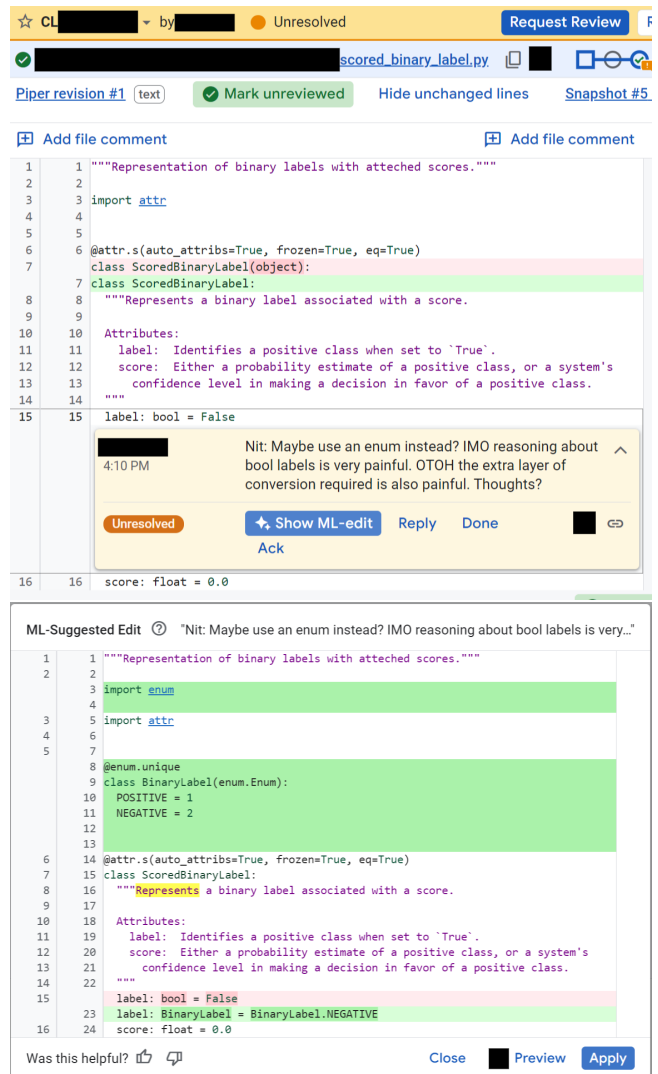 ☆ CL by Unresolved Request Review R
scored_binary_label.py
Piper revision #1 text Mark unreviewed Hide unchanged lines Snapshot #5
Add file comment Add file comment
1 1 """Representation of binary labels with atteched scores."""
2 2
3 3 import attr
4 4
5 5
6 6 @attr.s(auto_attribs=True, frozen=True, eq=True)
7 class ScoredBinaryLabel(object):
7 class ScoredBinaryLabel:
8 8 """Represents a binary label associated with a score.
9 9
10 10 Attributes:
11 11 label: Identifies a positive class when set to `True`.
12 12 score: Either a probability estimate of a positive class, or a system's
13 13 confidence level in making a decision in favor of a positive class.
14 14 """
15 15 label: bool = False
4:10 PM
Nit: Maybe use an enum instead? IMO reasoning about
bool labels is very painful. OTOH the extra layer of
conversion required is also painful. Thoughts?
Unresolved Show ML-edit Reply Done
Ack
16 16 score: float = 0.0
ML-Suggested Edit ? "Nit: Maybe use an enum instead? IMO reasoning about bool labels is very..."
1 1 """Representation of binary labels with atteched scores."""
2 2
3 import enum
4
3 5 import attr
4 6
5 7
8 @enum.unique
9 class BinaryLabel(enum.Enum):
10 POSITIVE = 1
11 NEGATIVE = 2
12
13
6 14 @attr.s(auto_attribs=True, frozen=True, eq=True)
7 15 class ScoredBinaryLabel:
8 16 """Represents a binary label associated with a score.
9 17
10 18 Attributes:
11 19 label: Identifies a positive class when set to `True`.
12 20 score: Either a probability estimate of a positive class, or a system's
13 21 confidence level in making a decision in favor of a positive class.
14 22 """
15 label: bool = False
23 label: BinaryLabel = BinaryLabel.NEGATIVE
16 24 score: float = 0.0
Was this helpful? Close Preview Apply